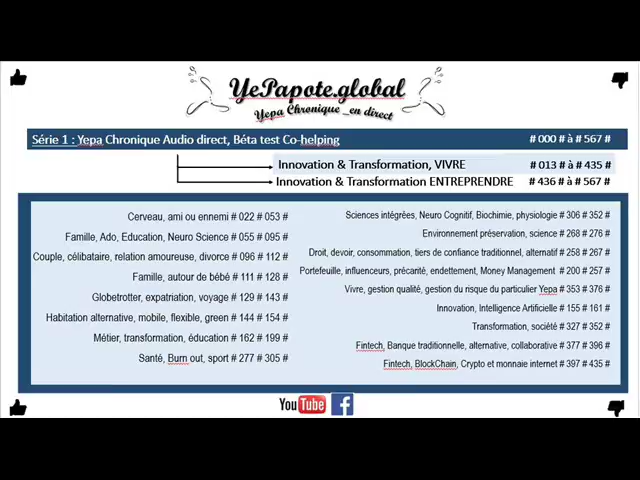 YePapote.global
Yepa Chronique _en direct
Série 1 : Yepa Chronique Audio direct, Béta test Co-helping # 000 # à # 567 #
Innovation & Transformation, VIVRE # 013 # à # 435 #
Innovation & Transformation ENTREPRENDRE # 436 # à # 567 #
Cerveau, ami ou ennemi # 022 # 053 #
Famille, Ado, Education, Neuro Science # 055 # 095 #
Couple, célibataire, relation amoureuse, divorce # 096 # 112 #
Famille, autour de bébé # 111 # 128 #
Globetrotter, expatriation, voyage # 129 # 143 #
Habitation alternative, mobile, flexible, green # 144 # 154 #
Métier, transformation, éducation # 162 # 199 #
Santé, Burn out, sport # 277 # 305 #
Sciences intégrées, Neuro Cognitif, Biochimie, physiologie # 306 # 352 #
Environnement préservation, science # 268 # 276 #
Droit, devoir, consommation, tiers de confiance traditionnel, alternatif # 258 # 267 #
Portefeuille, influenceurs, précarité, endettement, Money Management # 200 # 257 #
Vivre, gestion qualité, gestion du risque du particulier Yepa # 353 # 376 #
Innovation, Intelligence Artificielle # 155 # 161 #
Transformation, société # 327 # 352 #
Fintech, Banque traditionnelle, alternative, collaborative # 377 # 396 #
Fintech, BlockChain, Crypto et monnaie internet # 397 # 435 #
YouTube f